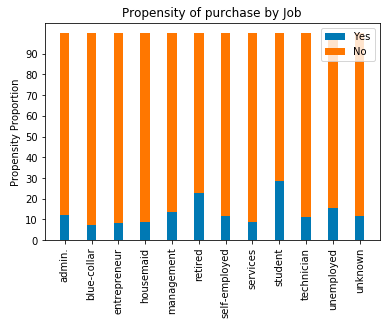 Propensity of purchase by Job
Yes
No
Propensity Proportion
90
80
70
60
50
40
30
20
10
0
admin.
blue-collar
entrepreneur
housemaid
management
retired
self-employed
services
student
technician
unemployed
unknown